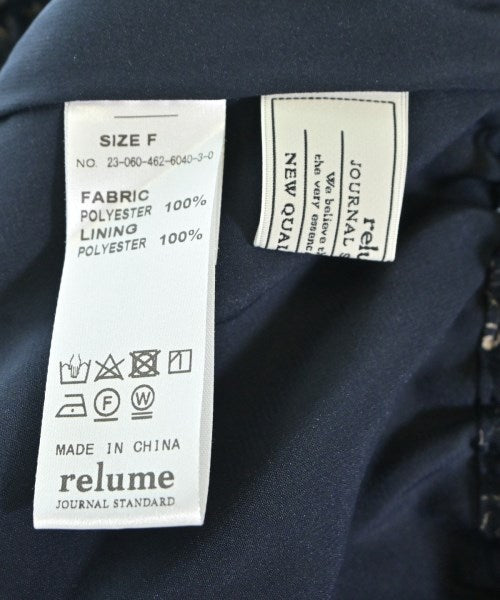 SIZE F
NO. 23-060-462-6040-3-0
FABRIC
POLYESTER 100%
LINING
POLYESTER 100%
F W
MADE IN CHINA
relume
JOURNAL STANDARD
relume
JOURNAL S
We believe
the very essenc
NEW QUAL